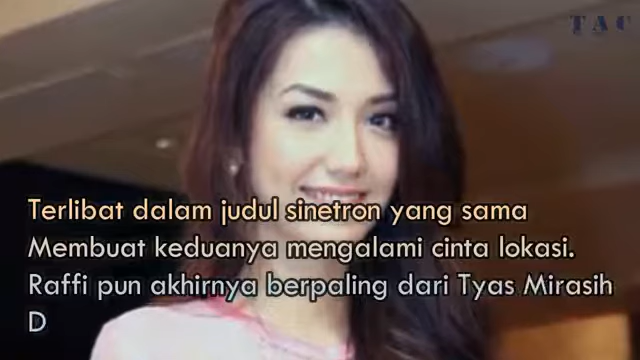 TAC
Terlibat dalam judul sinetron yang sama
Membuat keduanya mengalami cinta lokasi.
Raffi pun akhirnya berpaling dari Tyas Mirasih
D